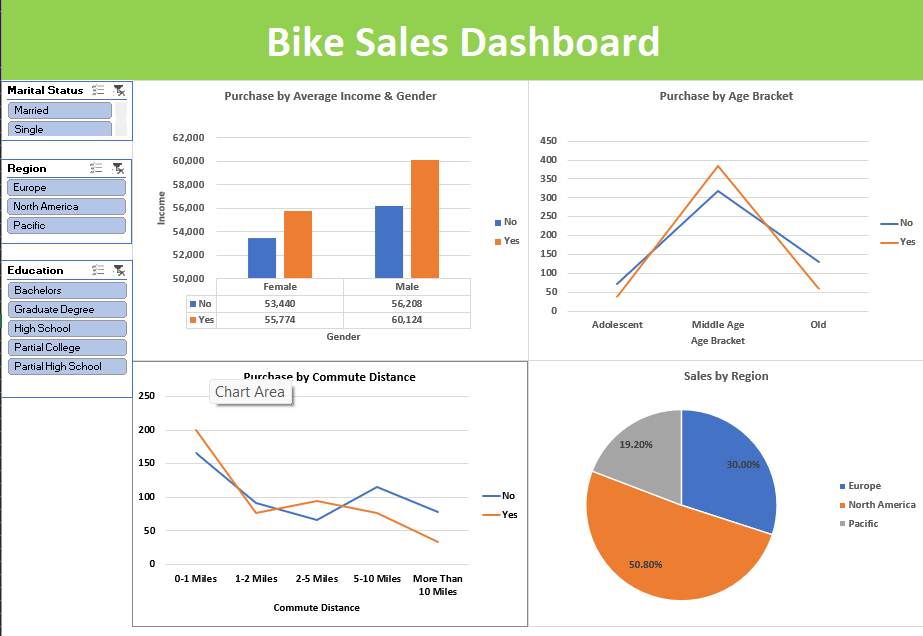 Bike Sales Dashboard
Marital Status
Married
Single
Region
Europe
North America
Pacific
Education
Bachelors
Graduate Degree
High School
Partial College
Partial High School
Purchase by Average Income & Gender
62,000
60,000
58,000
56,000
54,000
52,000
50,000
Income
Female Male
No 53,440 56,208
Yes 55,774 60,124
Gender
No
Yes
Purchase by Age Bracket
450
400
350
300
250
200
150
100
50
0
Adolescent Middle Age Old
Age Bracket
No
Yes
Purchase by Commute Distance
Chart Area
250
200
150
100
50
0
0-1 Miles 1-2 Miles 2-5 Miles 5-10 Miles More Than
10 Miles
Commute Distance
No
Yes
Sales by Region
19.20%
30.00%
50.80%
Europe
North America
Pacific